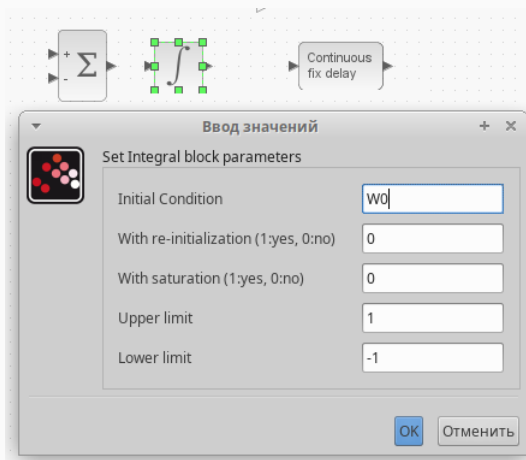 +
-
Σ
∫
Continuous
fix delay
Ввод значений
Set Integral block parameters
Initial Condition
W0
With re-initialization (1:yes, 0:no)
0
With saturation (1:yes, 0:no)
0
Upper limit
1
Lower limit
-1
OK
Отменить